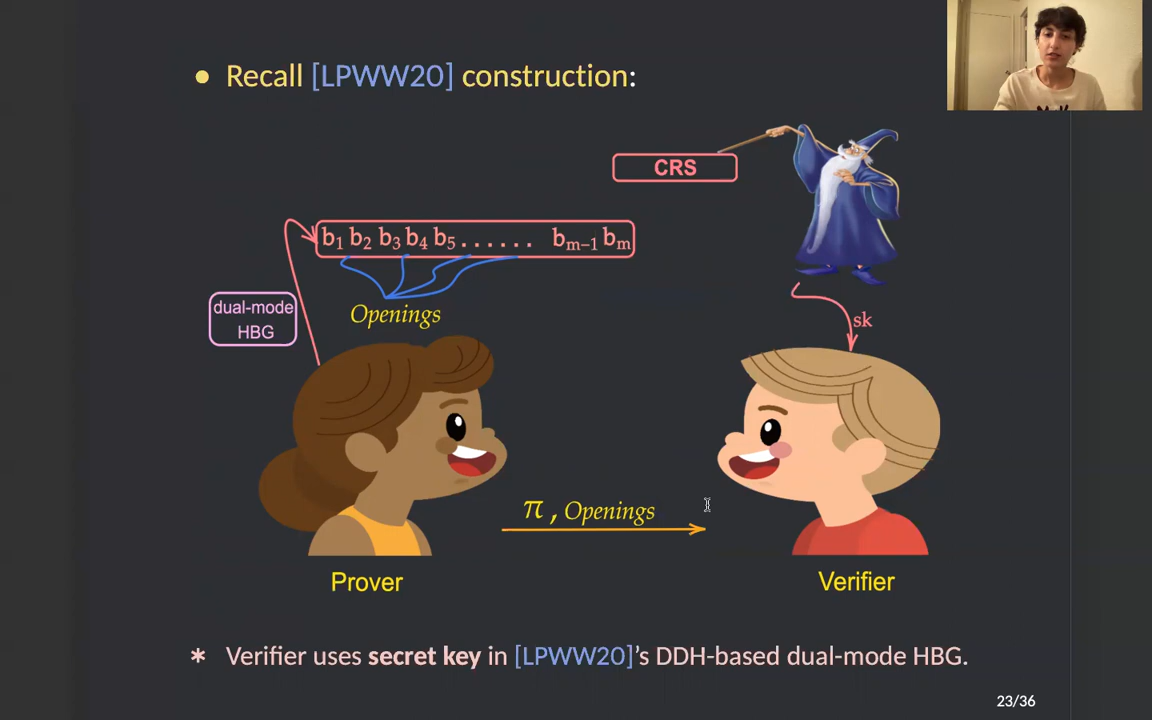 • Recall [LPWW20] construction:
CRS
b₁ b₂ b₃ b₄ b₅ . . . . . . bₘ₋₁ bₘ
dual-mode
HBG
Openings
sk
π , Openings
Prover
Verifier
* Verifier uses secret key in [LPWW20]'s DDH-based dual-mode HBG.
23/36